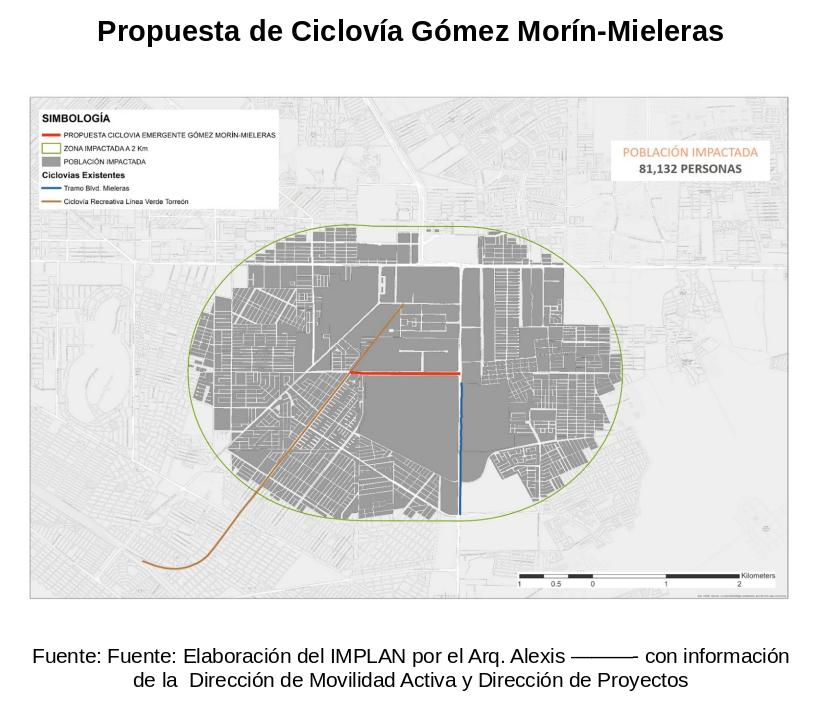 Propuesta de Ciclovía Gómez Morín-Mieleras
SIMBOLOGÍA
PROPUESTA CICLOVIA EMERGENTE GÓMEZ MORÍN-MIELERAS
ZONA IMPACTADA A 2 Km
POBLACIÓN IMPACTADA
Ciclovias Existentes
Tramo Blvd. Mieleras
Ciclovía Recreativa Línea Verde Torreón
POBLACIÓN IMPACTADA
81,132 PERSONAS
Kilometers
1 0.5 0 1 2
Fuente: Fuente: Elaboración del IMPLAN por el Arq. Alexis ———- con información
de la Dirección de Movilidad Activa y Dirección de Proyectos